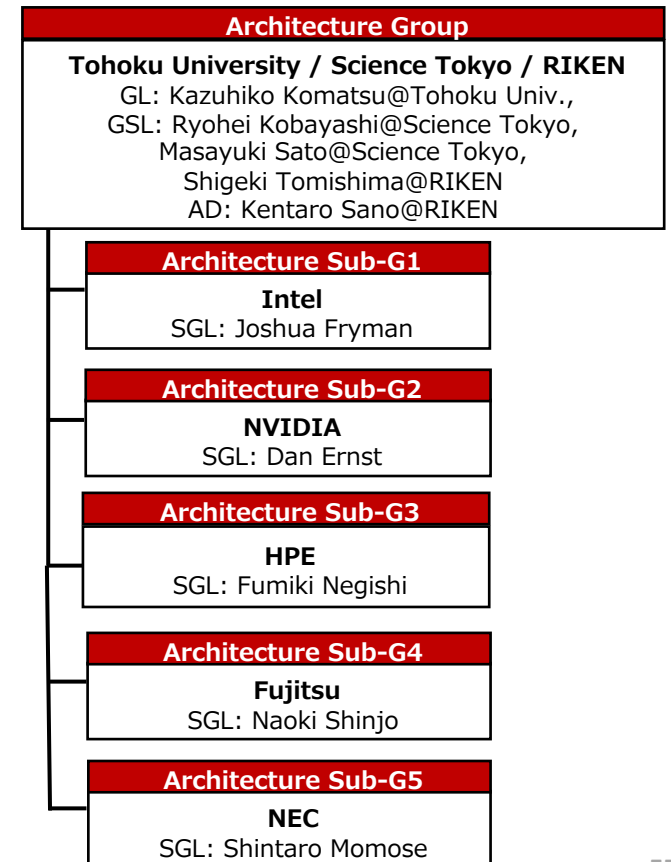 Architecture Group
Tohoku University / Science Tokyo / RIKEN
GL: Kazuhiko Komatsu@Tohoku Univ.,
GSL: Ryohei Kobayashi@Science Tokyo,
Masayuki Sato@Science Tokyo,
Shigeki Tomishima@RIKEN
AD: Kentaro Sano@RIKEN
Architecture Sub-G1
Intel
SGL: Joshua Fryman
Architecture Sub-G2
NVIDIA
SGL: Dan Ernst
Architecture Sub-G3
HPE
SGL: Fumiki Negishi
Architecture Sub-G4
Fujitsu
SGL: Naoki Shinjo
Architecture Sub-G5
NEC
SGL: Shintaro Momose